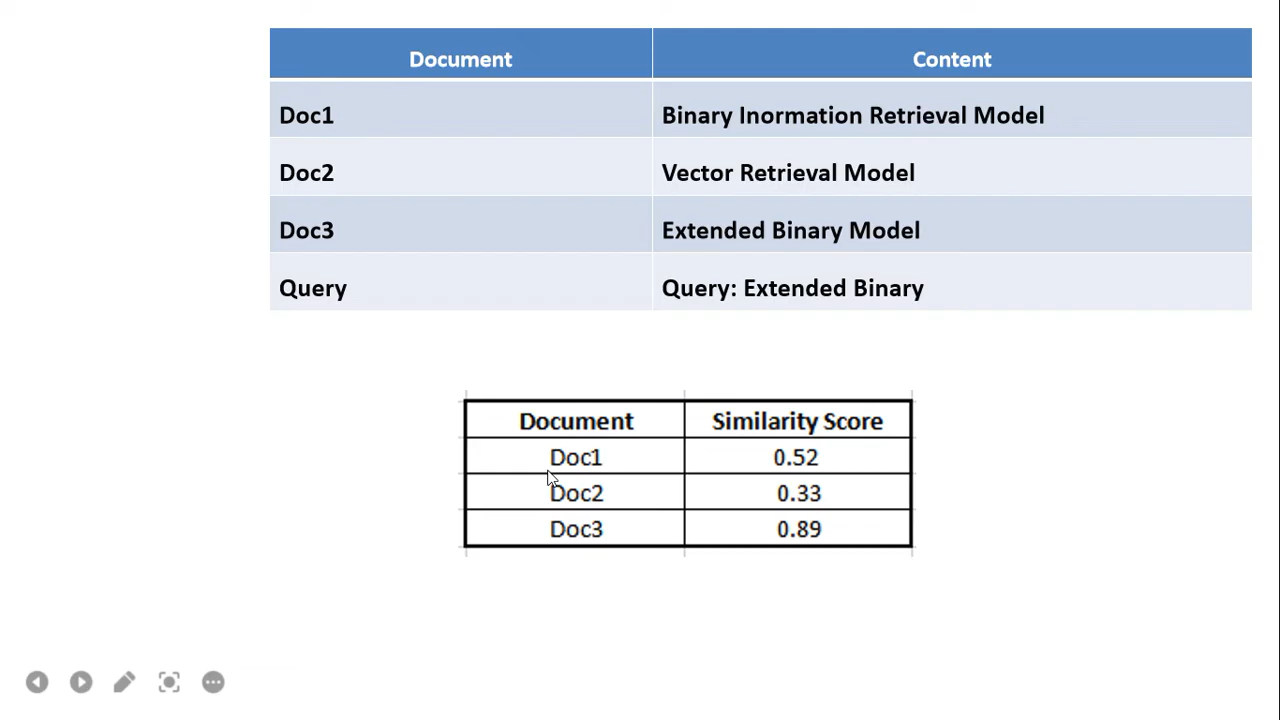 Document Content
Doc1 Binary Inormation Retrieval Model
Doc2 Vector Retrieval Model
Doc3 Extended Binary Model
Query Query: Extended Binary
Document Similarity Score
Doc1 0.52
Doc2 0.33
Doc3 0.89